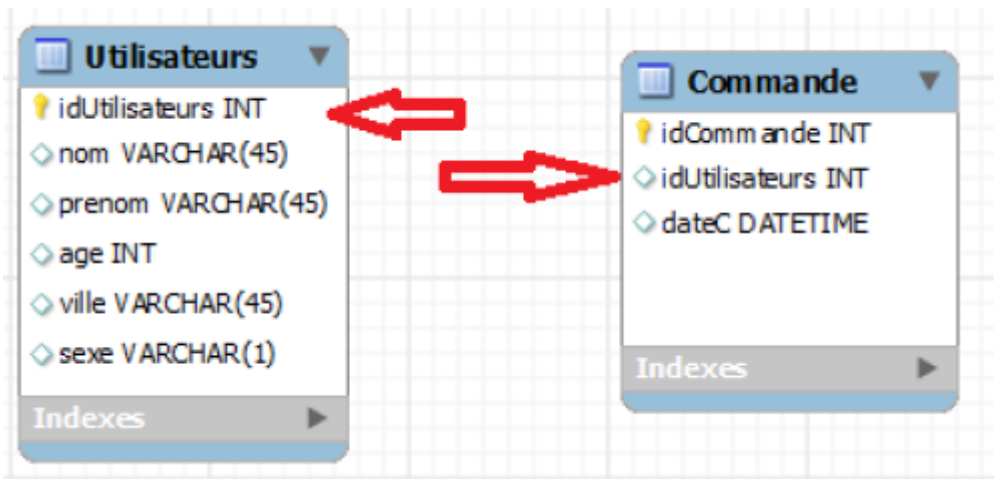 Utilisateurs
idUtilisateurs INT
nom VARCHAR(45)
prenom VARCHAR(45)
age INT
ville VARCHAR(45)
sexe VARCHAR(1)
Indexes
Commande
idCommande INT
idUtilisateurs INT
dateC DATETIME
Indexes